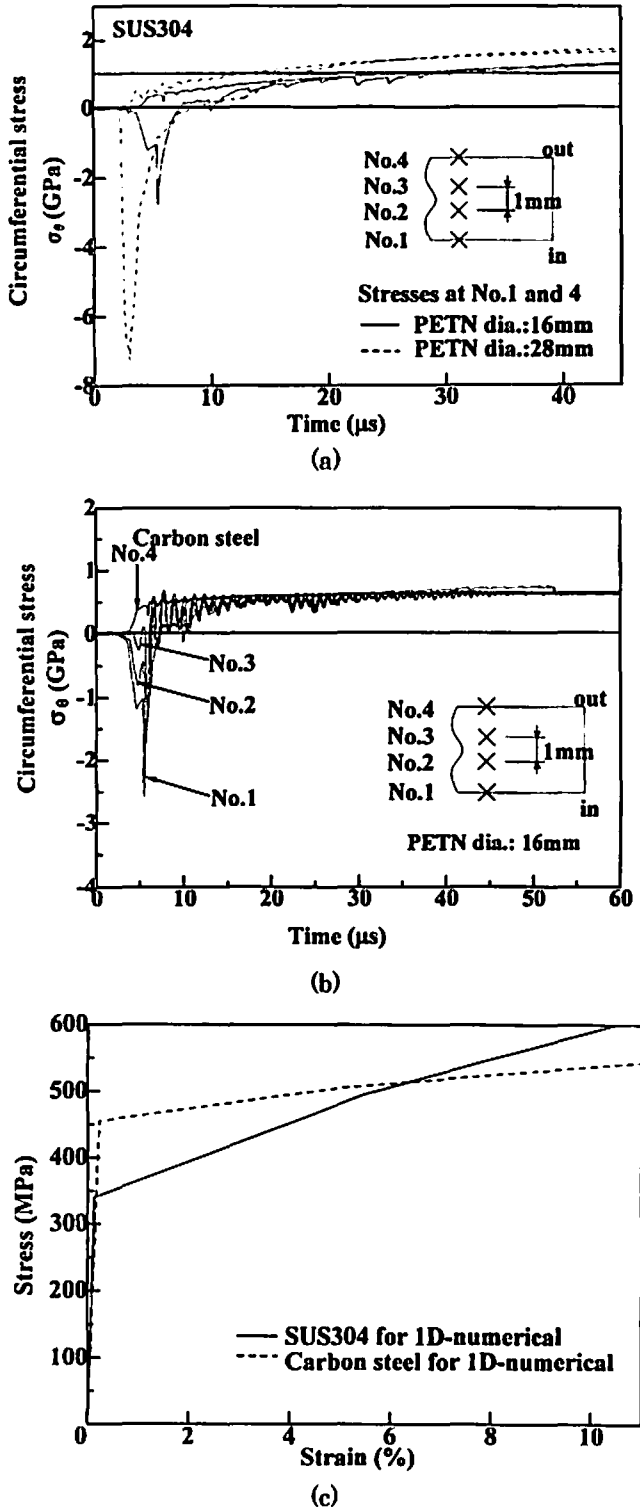 SUS304
Circumferential stress
σθ (GPa)
2
0
-2
-4
-6
-8
No.4
No.3
No.2
No.1
out
1mm
in
Stresses at No.1 and 4
PETN dia.:16mm
PETN dia.:28mm
0
10
20
30
40
Time (μs)
(a)
Circumferential stress
σθ (GPa)
2
1
0
-1
-2
-3
-4
Carbon steel
No.4
No.3
No.2
No.1
No.4
No.3
No.2
No.1
out
1mm
in
PETN dia.: 16mm
0
10
20
30
40
50
60
Time (μs)
(b)
Stress (MPa)
600
500
400
300
200
100
SUS304 for 1D-numerical
Carbon steel for 1D-numerical
0
2
4
6
8
10
Strain (%)
(c)